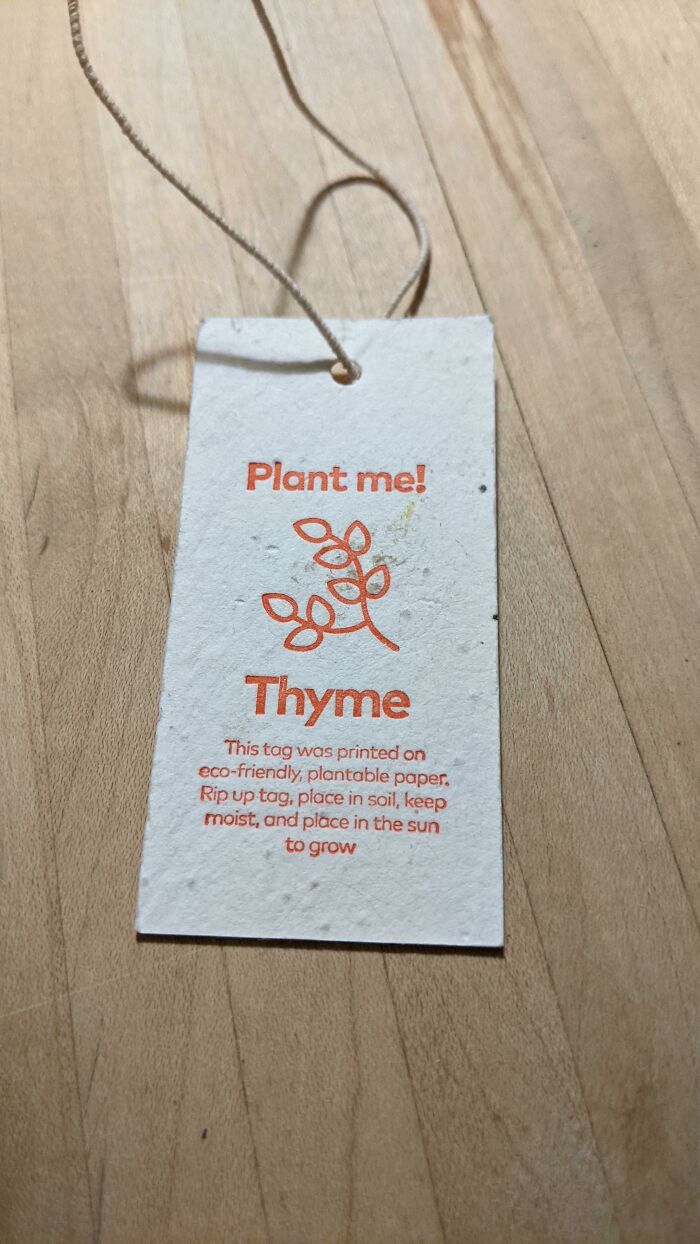 Plant me!
Thyme
This tag was printed on
eco-friendly, plantable paper.
Rip up tag, place in soil, keep
moist, and place in the sun
to grow